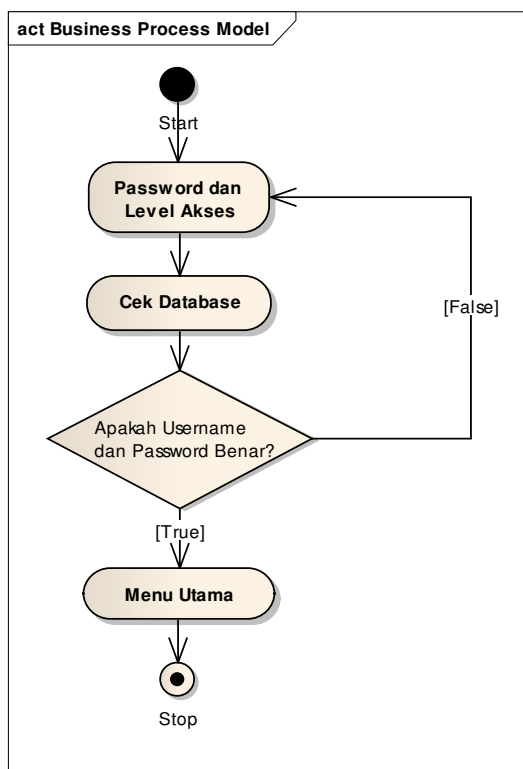 act Business Process Model
Start
Password dan
Level Akses
Cek Database
[False]
Apakah Username
dan Password Benar?
[True]
Menu Utama
Stop